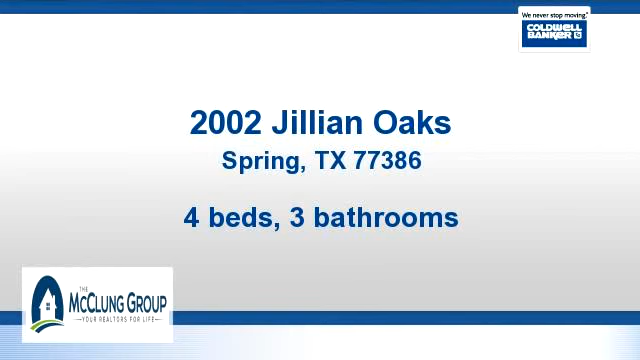 We never stop moving.®
COLDWELL
BANKER
2002 Jillian Oaks
Spring, TX 77386
4 beds, 3 bathrooms
THE
McCLUNG GROUP
YOUR REALTORS FOR LIFE